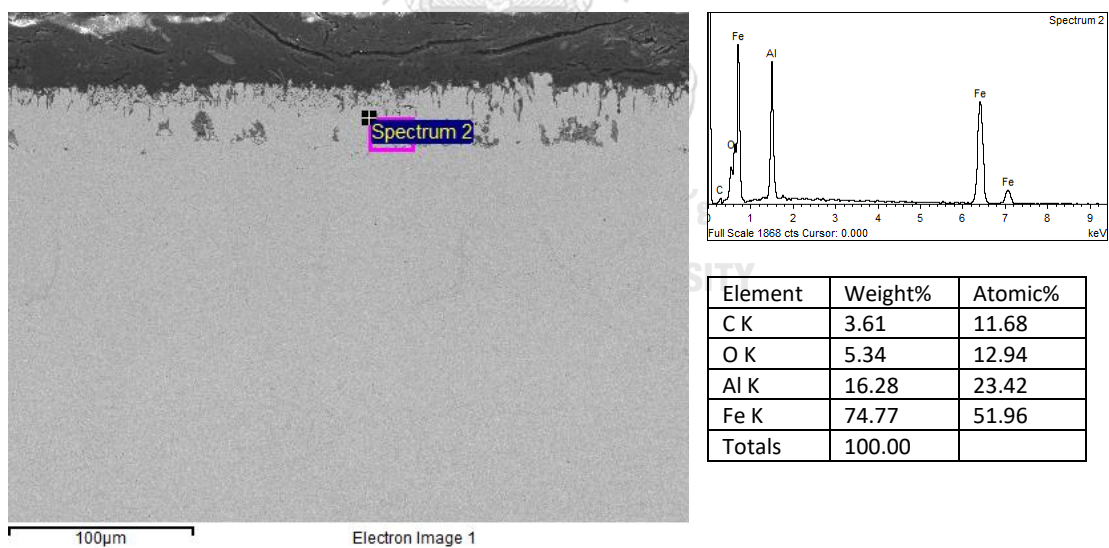 Spectrum 2
100µm
Electron Image 1
Spectrum 2
Fe
Al
Fe
O
C
Fe
0 1 2 3 4 5 6 7 8 9
Full Scale 1868 cts Cursor: 0.000 keV
SITY
Element Weight% Atomic%
C K 3.61 11.68
O K 5.34 12.94
Al K 16.28 23.42
Fe K 74.77 51.96
Totals 100.00